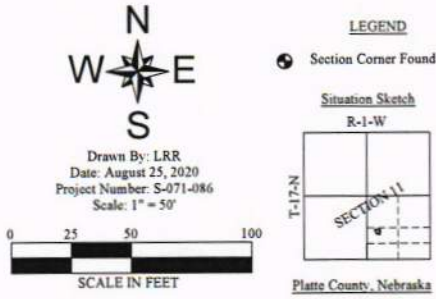 N
W E
S
Drawn By: LRR
Date: August 25, 2020
Project Number: S-071-086
Scale: 1" = 50'
0 25 50 100
SCALE IN FEET
LEGEND
Section Corner Found
Situation Sketch
R-1-W
T-17-N
SECTION 11
Platte County, Nebraska